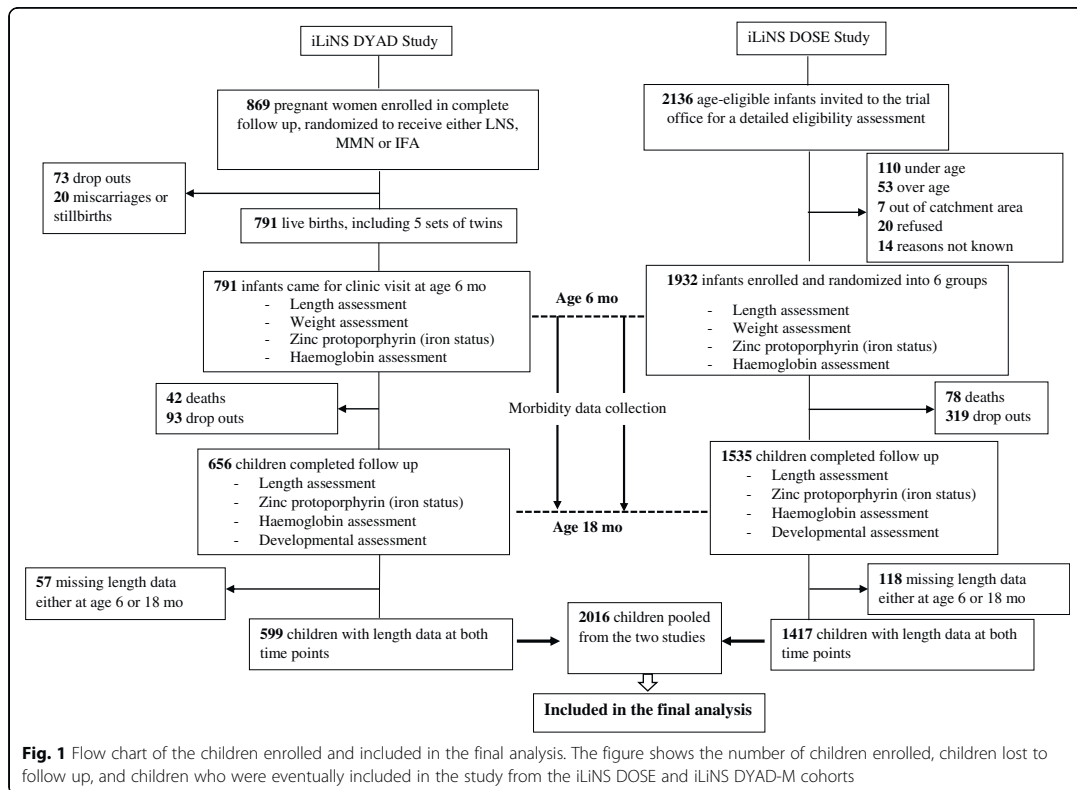 iLiNS DYAD Study
869 pregnant women enrolled in complete
follow up, randomized to receive either LNS,
MMN or IFA
73 drop outs
20 miscarriages or
stillbirths
791 live births, including 5 sets of twins
791 infants came for clinic visit at age 6 mo
- Length assessment
- Weight assessment
- Zinc protoporphyrin (iron status)
- Haemoglobin assessment
42 deaths
93 drop outs
656 children completed follow up
- Length assessment
- Zinc protoporphyrin (iron status)
- Haemoglobin assessment
- Developmental assessment
57 missing length data
either at age 6 or 18 mo
599 children with length data at both
time points
Age 6 mo
Morbidity data collection
Age 18 mo
iLiNS DOSE Study
2136 age-eligible infants invited to the trial
office for a detailed eligibility assessment
110 under age
53 over age
7 out of catchment area
20 refused
14 reasons not known
1932 infants enrolled and randomized into 6 groups
- Length assessment
- Weight assessment
- Zinc protoporphyrin (iron status)
- Haemoglobin assessment
78 deaths
319 drop outs
1535 children completed follow up
- Length assessment
- Zinc protoporphyrin (iron status)
- Haemoglobin assessment
- Developmental assessment
118 missing length data
either at age 6 or 18 mo
1417 children with length data at both
time points
2016 children pooled
from the two studies
Included in the final analysis
Fig. 1 Flow chart of the children enrolled and included in the final analysis. The figure shows the number of children enrolled, children lost to
follow up, and children who were eventually included in the study from the iLiNS DOSE and iLiNS DYAD-M cohorts